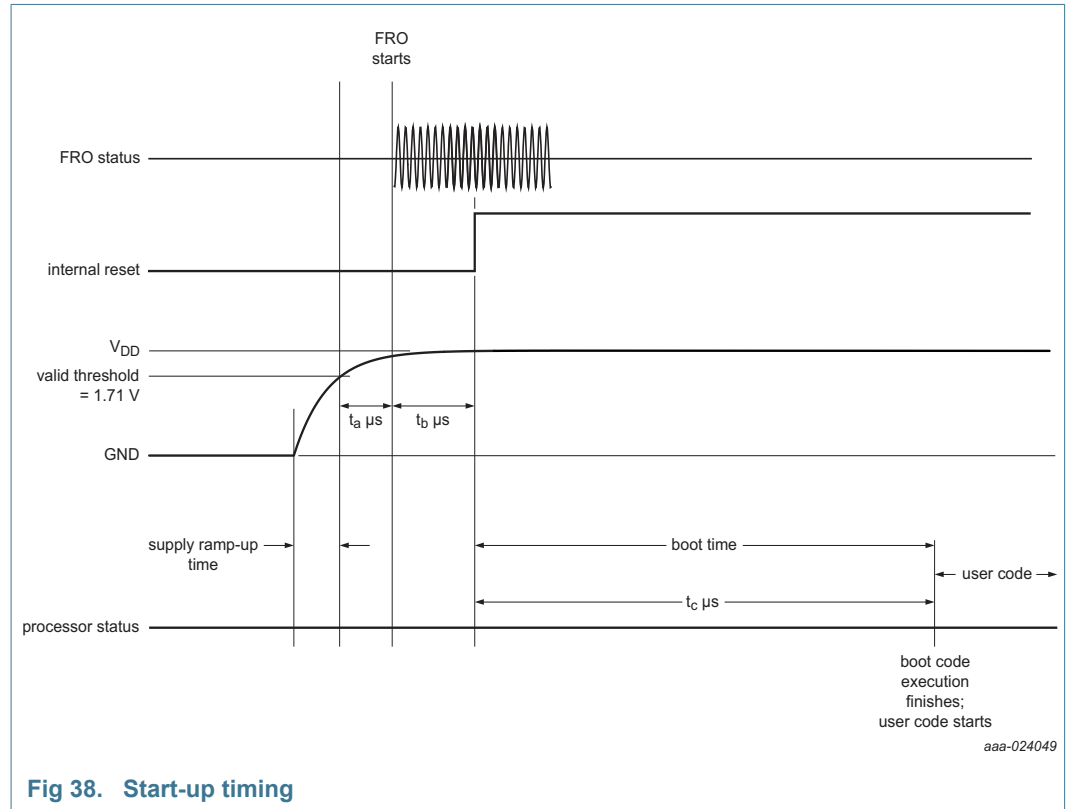 FRO
starts
FRO status
internal reset
VDD
valid threshold
= 1.71 V
ta μs
tb μs
GND
supply ramp-up
time
boot time
user code
tc μs
processor status
boot code
execution
finishes;
user code starts
aaa-024049
Fig 38. Start-up timing